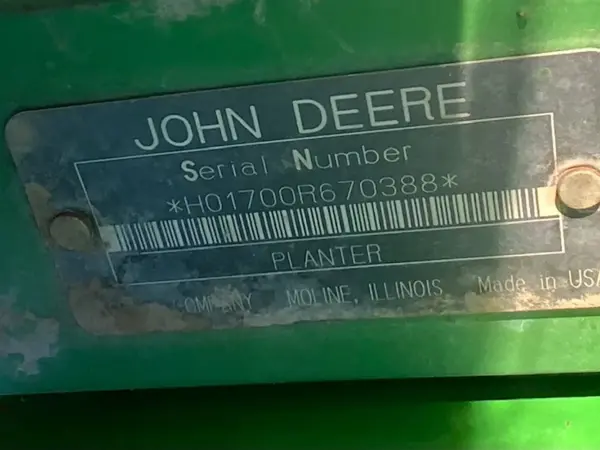 JOHN DEERE
Serial Number
*H01700R670388*
PLANTER
MOLINE, ILLINOIS Made in USA